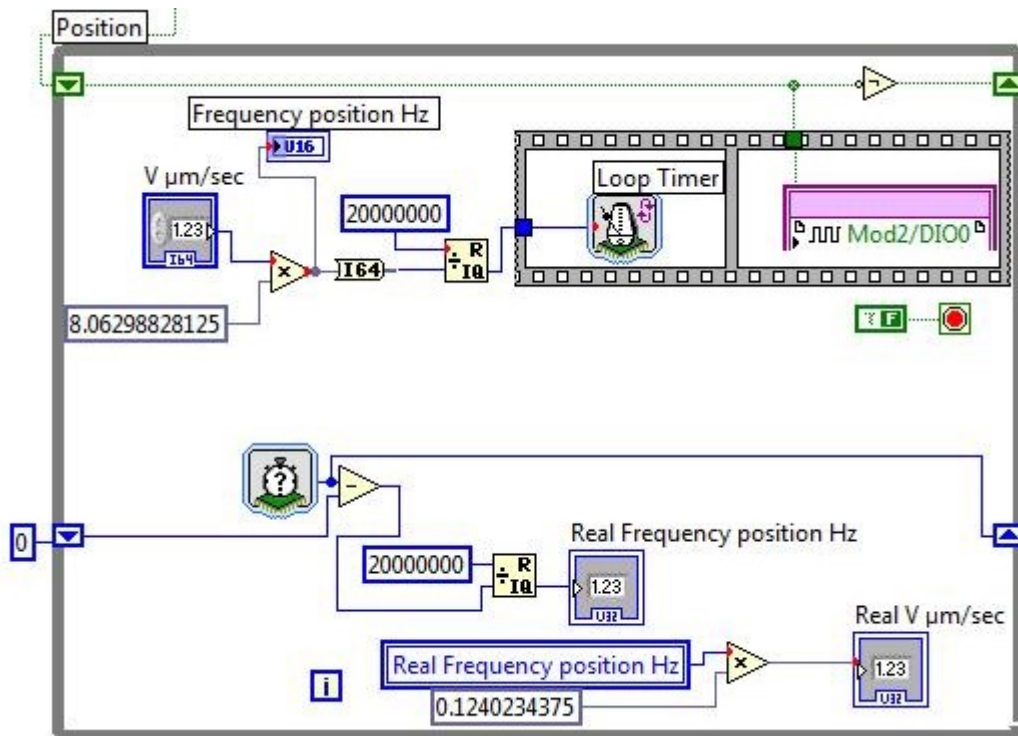 Position
Frequency position Hz
U16
V µm/sec
1.23
I64
20000000
R
IQ
I64
8.06298828125
Loop Timer
Mod2/DIO0
F
?
0
20000000
R
IQ
Real Frequency position Hz
1.23
U32
Real V µm/sec
1.23
U32
Real Frequency position Hz
0.1240234375
i